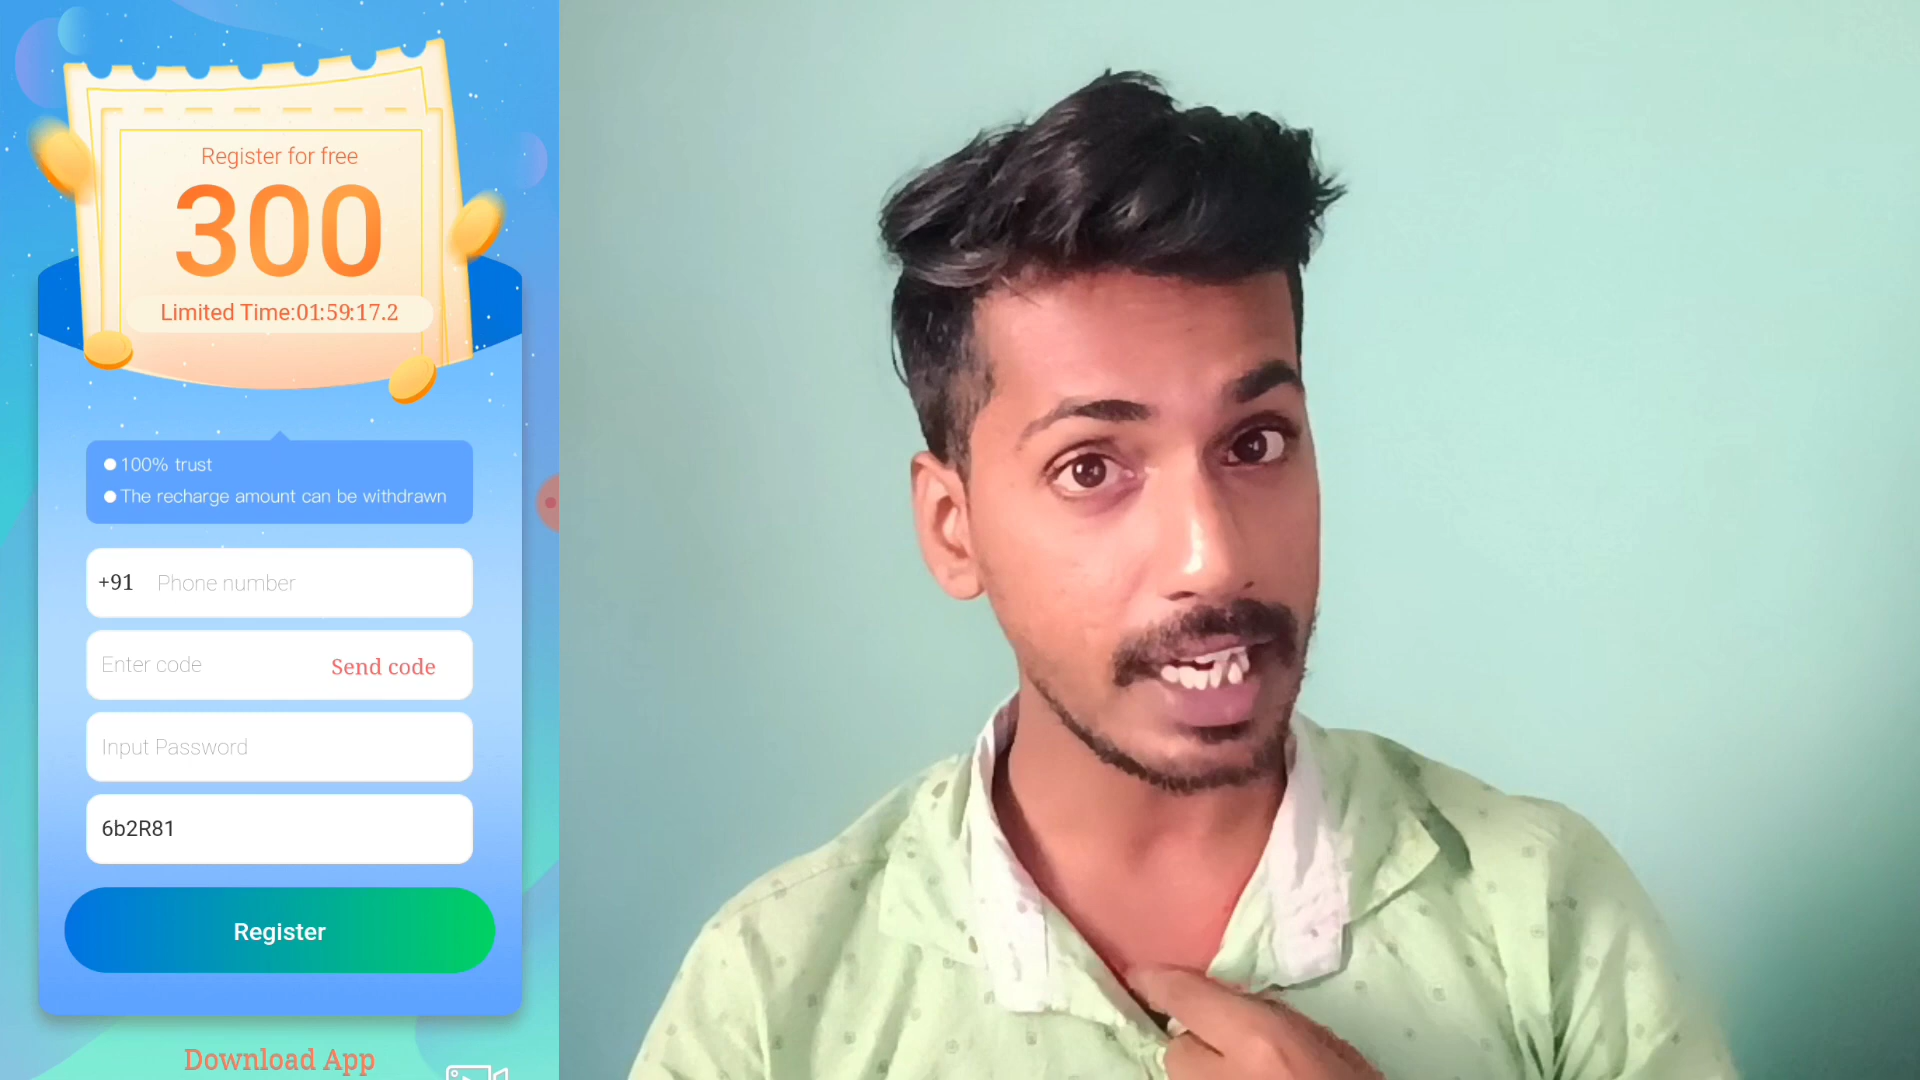 Register for free
300
Limited Time:01:59:17.2
100% trust
The recharge amount can be withdrawn
+91 Phone number
Enter code Send code
Input Password
6b2R81
Register
Download App